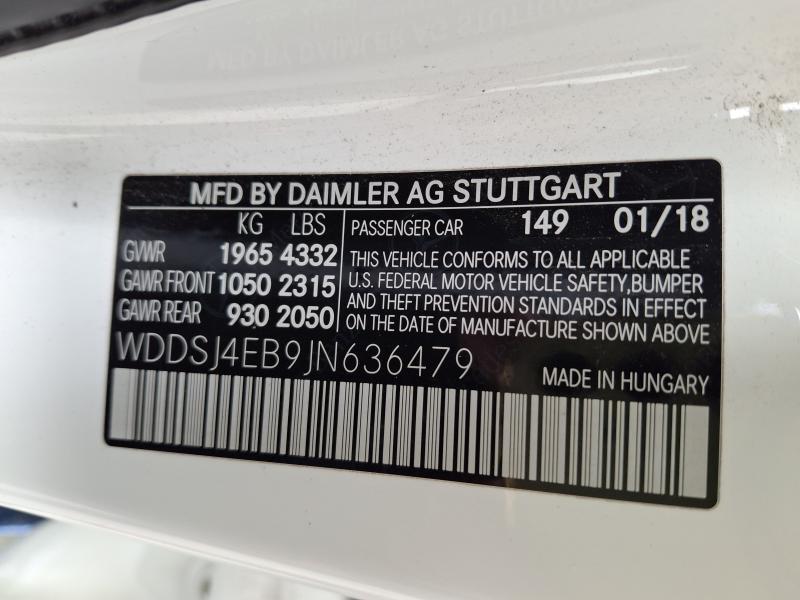 MFD BY DAIMLER AG STUTTGART
KG LBS
GVWR 1965 4332
GAWR FRONT 1050 2315
GAWR REAR 930 2050
PASSENGER CAR 149 01/18
THIS VEHICLE CONFORMS TO ALL APPLICABLE
U.S. FEDERAL MOTOR VEHICLE SAFETY,BUMPER
AND THEFT PREVENTION STANDARDS IN EFFECT
ON THE DATE OF MANUFACTURE SHOWN ABOVE
WDDSJ4EB9JN636479
MADE IN HUNGARY